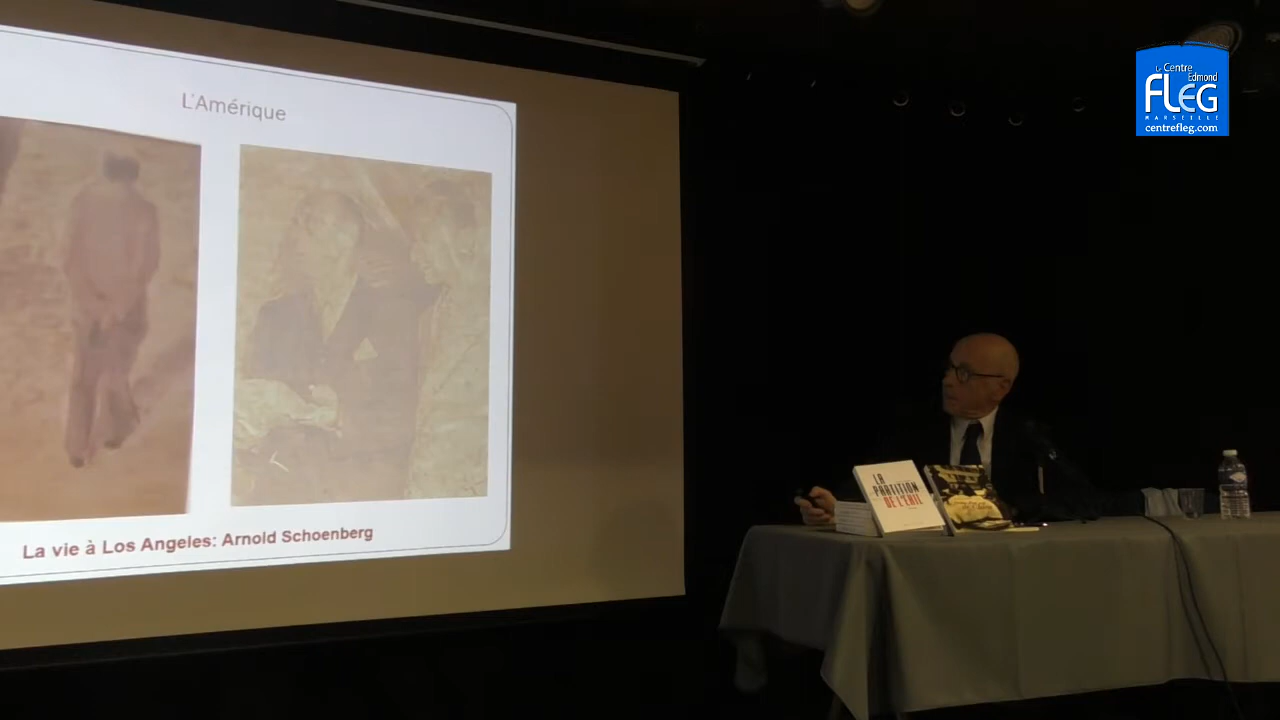 L'Amérique
La vie à Los Angeles: Arnold Schoenberg
Le Centre
Edmond
FLEG
MARSEILLE
centrefleg.com
LA
PARTITION
DE L'EXIL